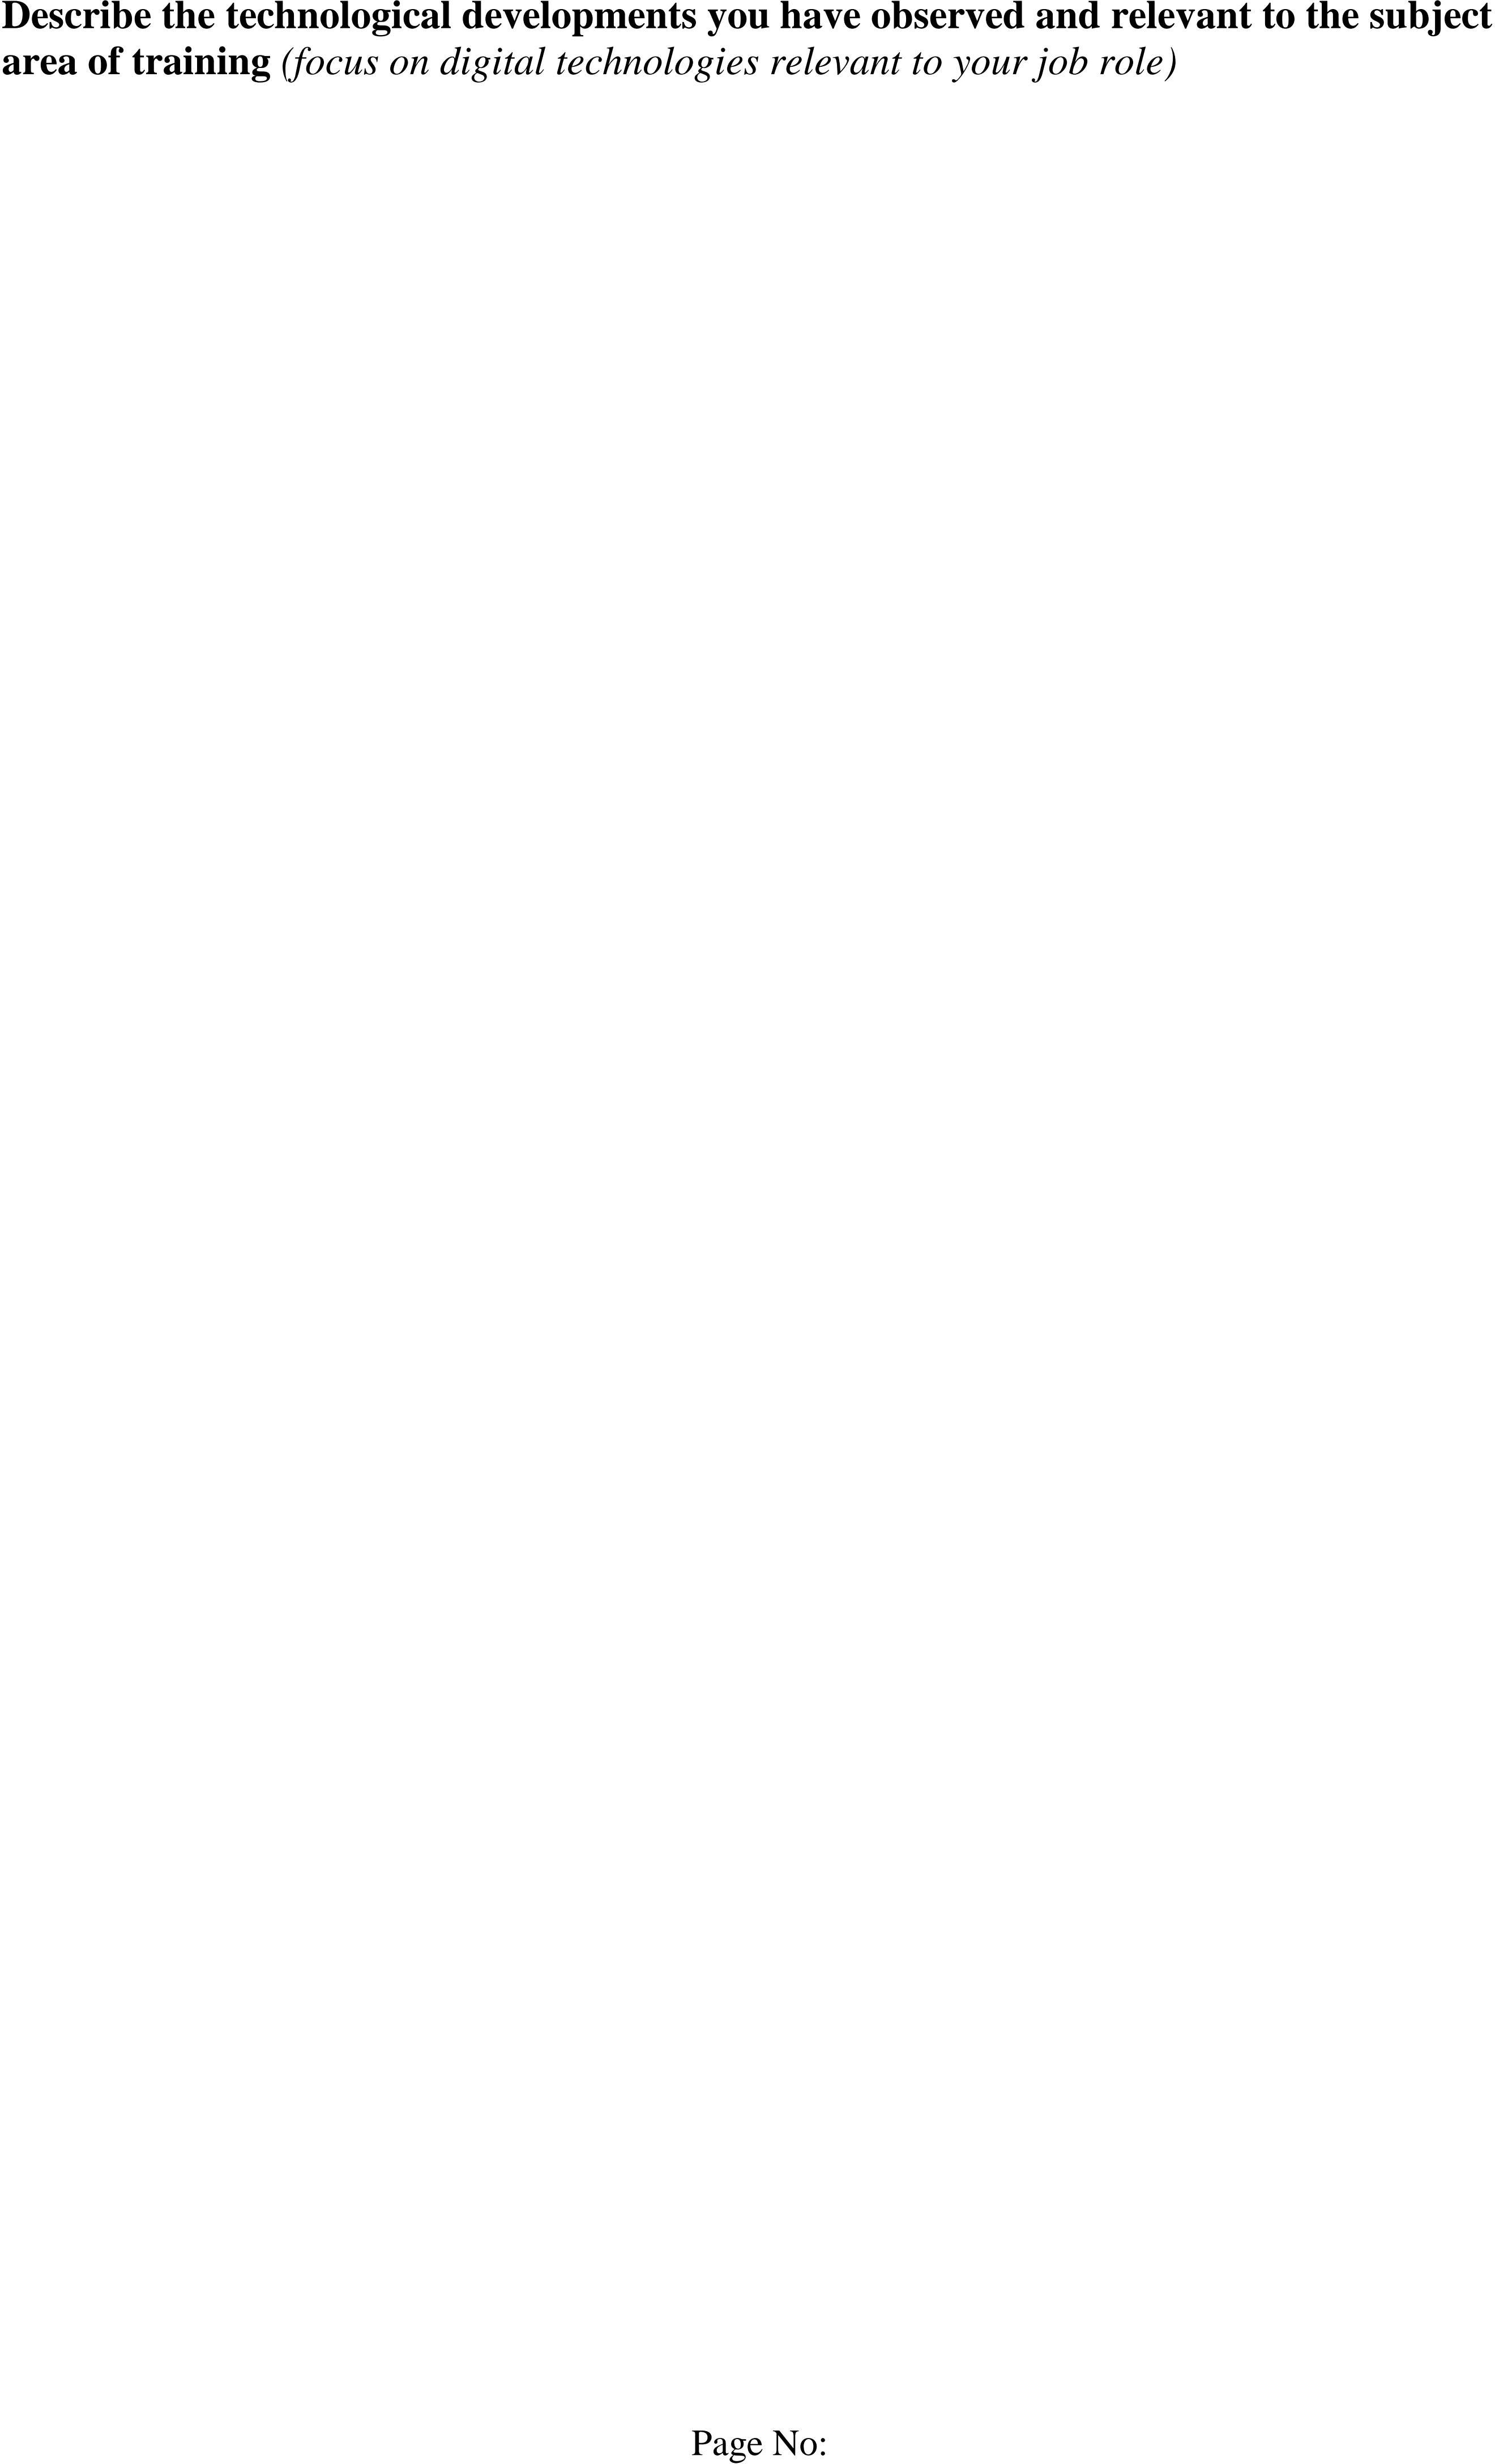 Describe the technological developments you have observed and relevant to the subject
area of training (focus on digital technologies relevant to your job role)
Page No: